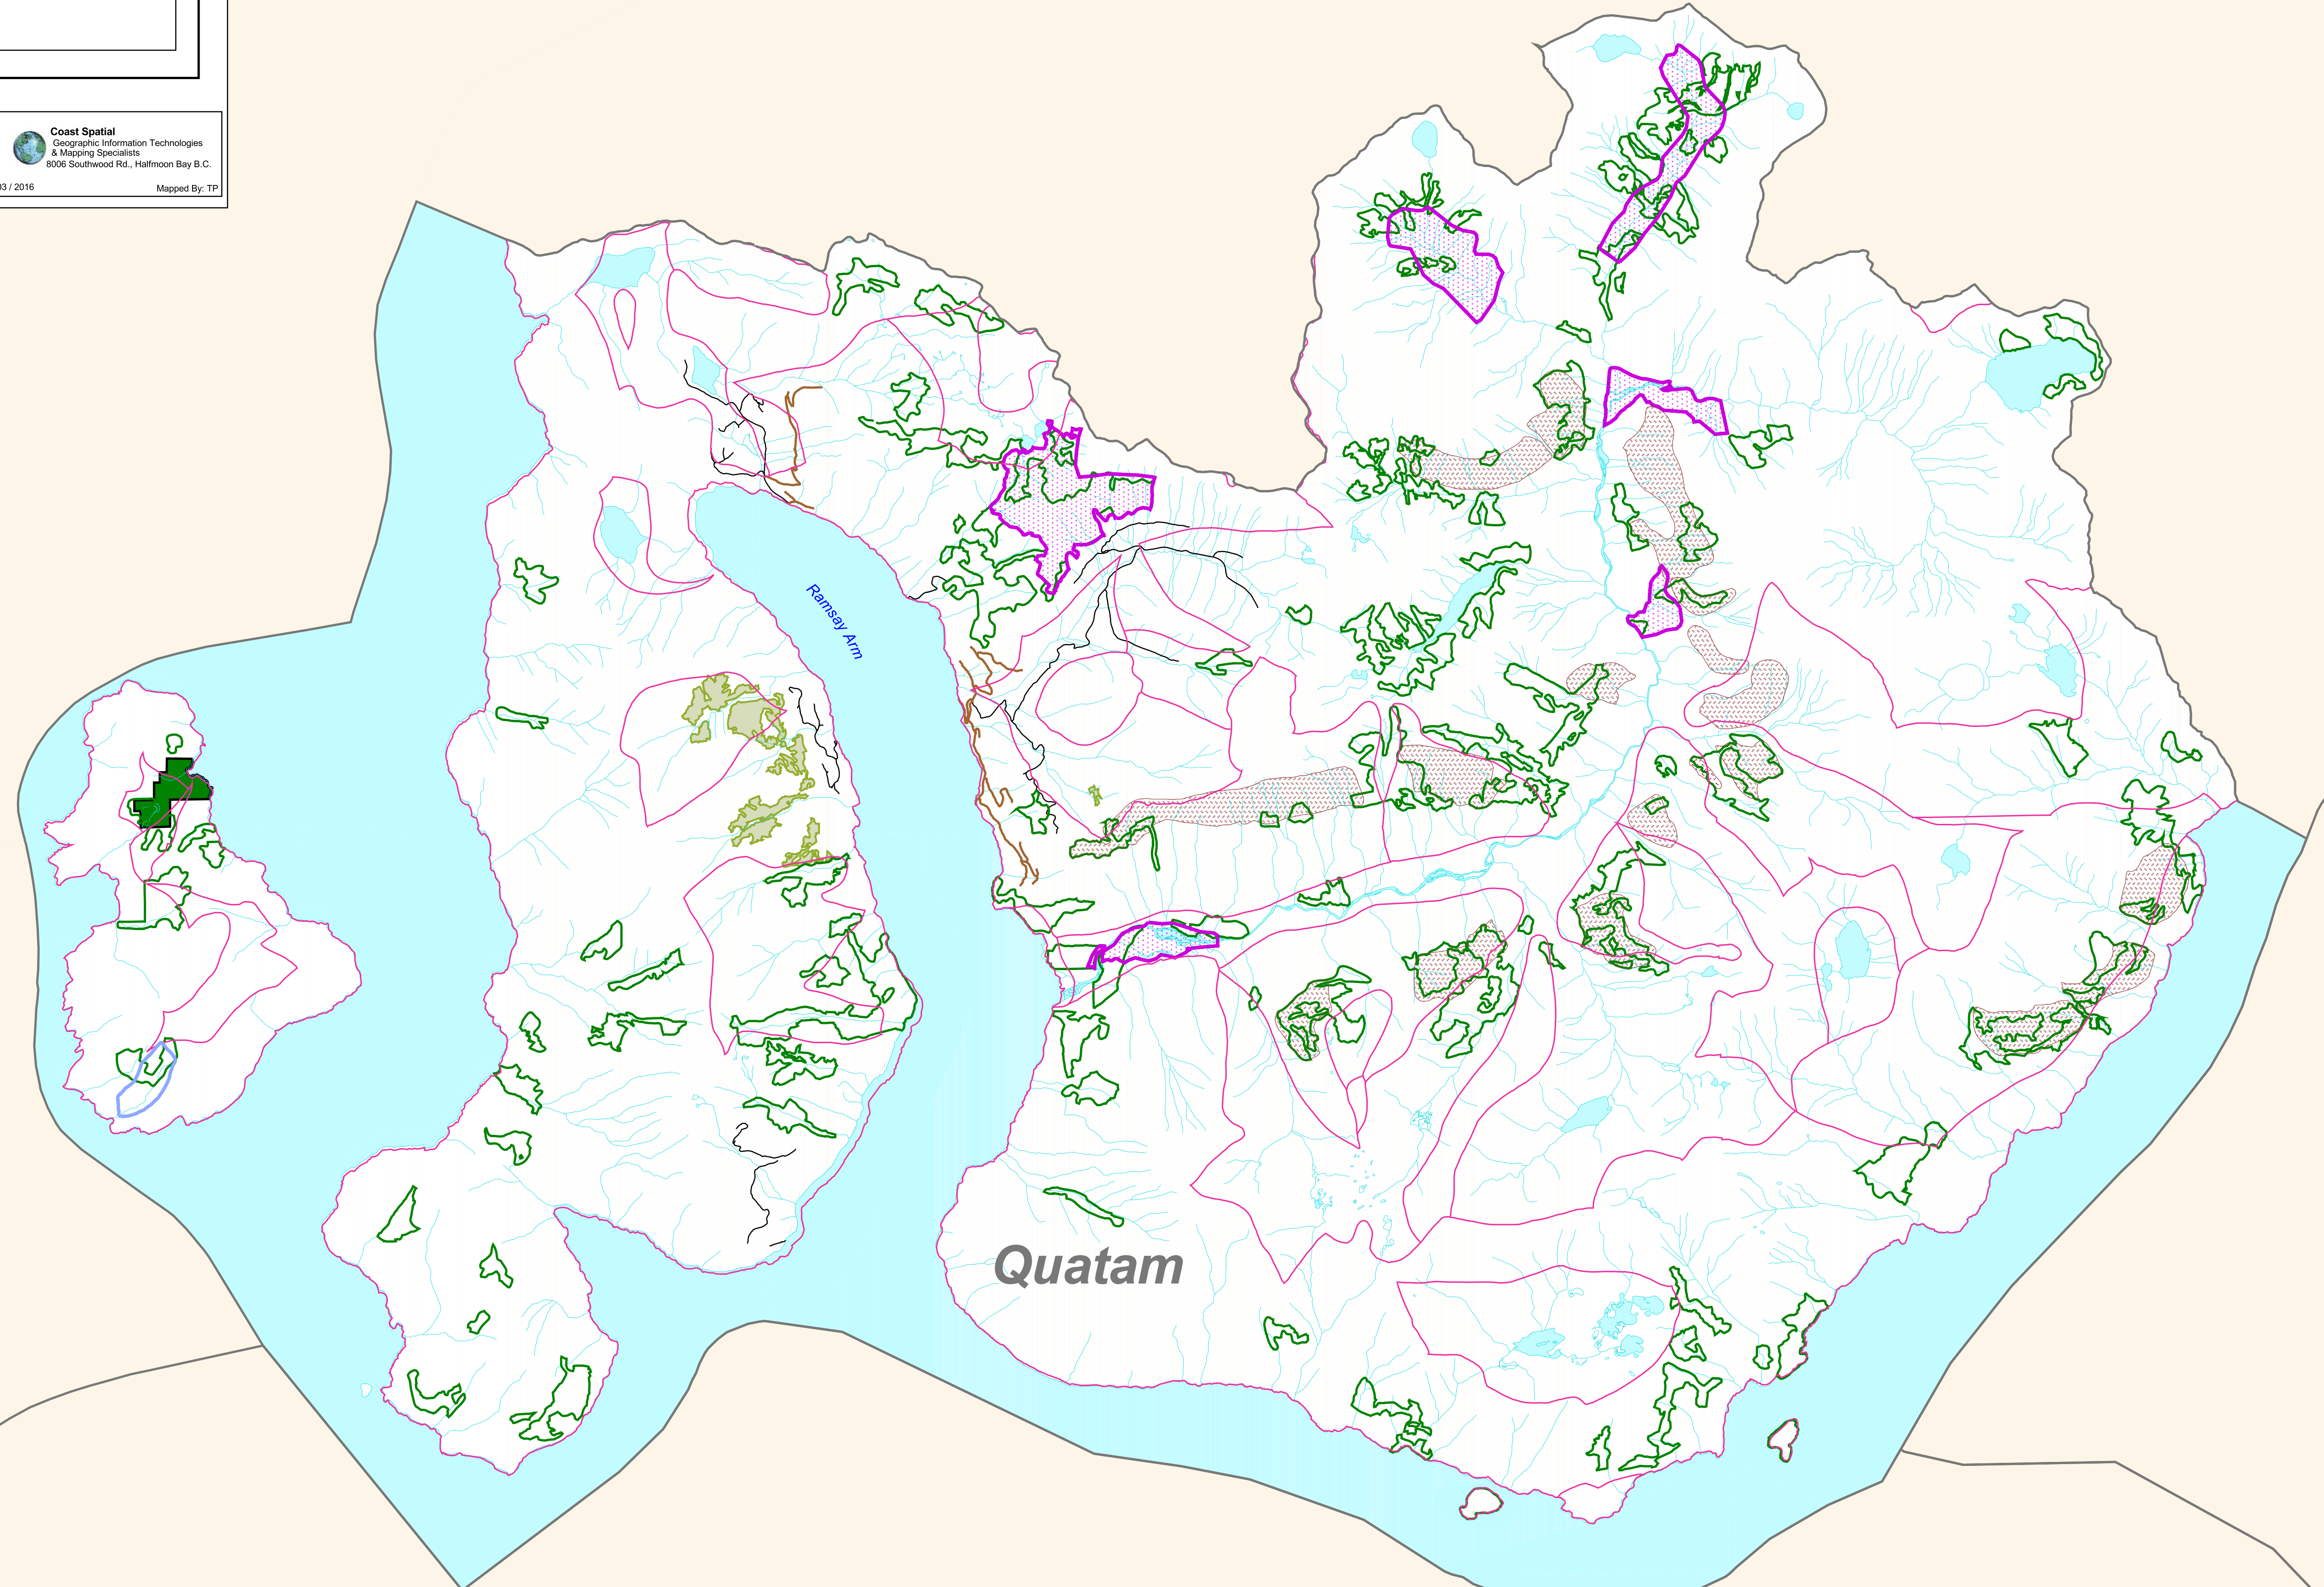 Coast Spatial
Geographic Information Technologies
& Mapping Specialists
8006 Southwood Rd., Halfmoon Bay B.C.
03 / 2016
Mapped By: TP
Ramsay Arm
Quatam